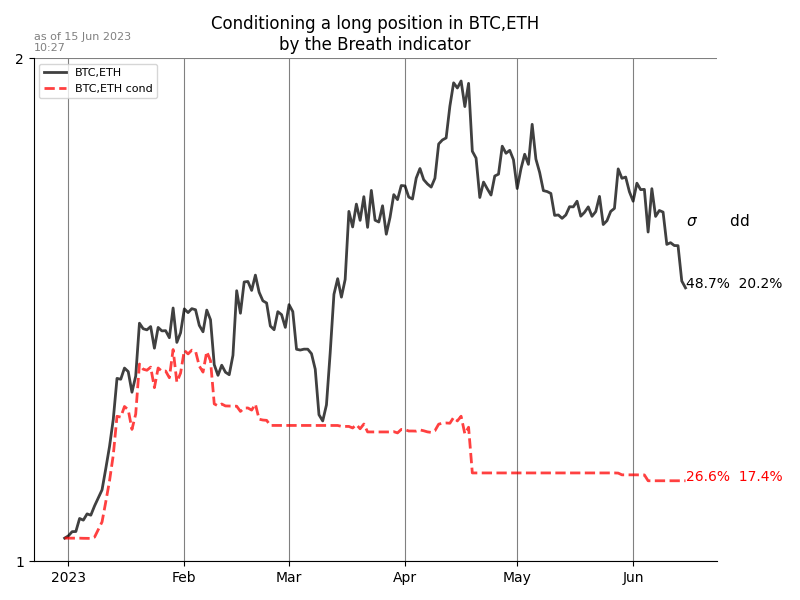 Conditioning a long position in BTC,ETH
by the Breath indicator
as of 15 Jun 2023
10:27
2
BTC,ETH
BTC,ETH cond
σ dd
48.7% 20.2%
26.6% 17.4%
1
2023 Feb Mar Apr May Jun